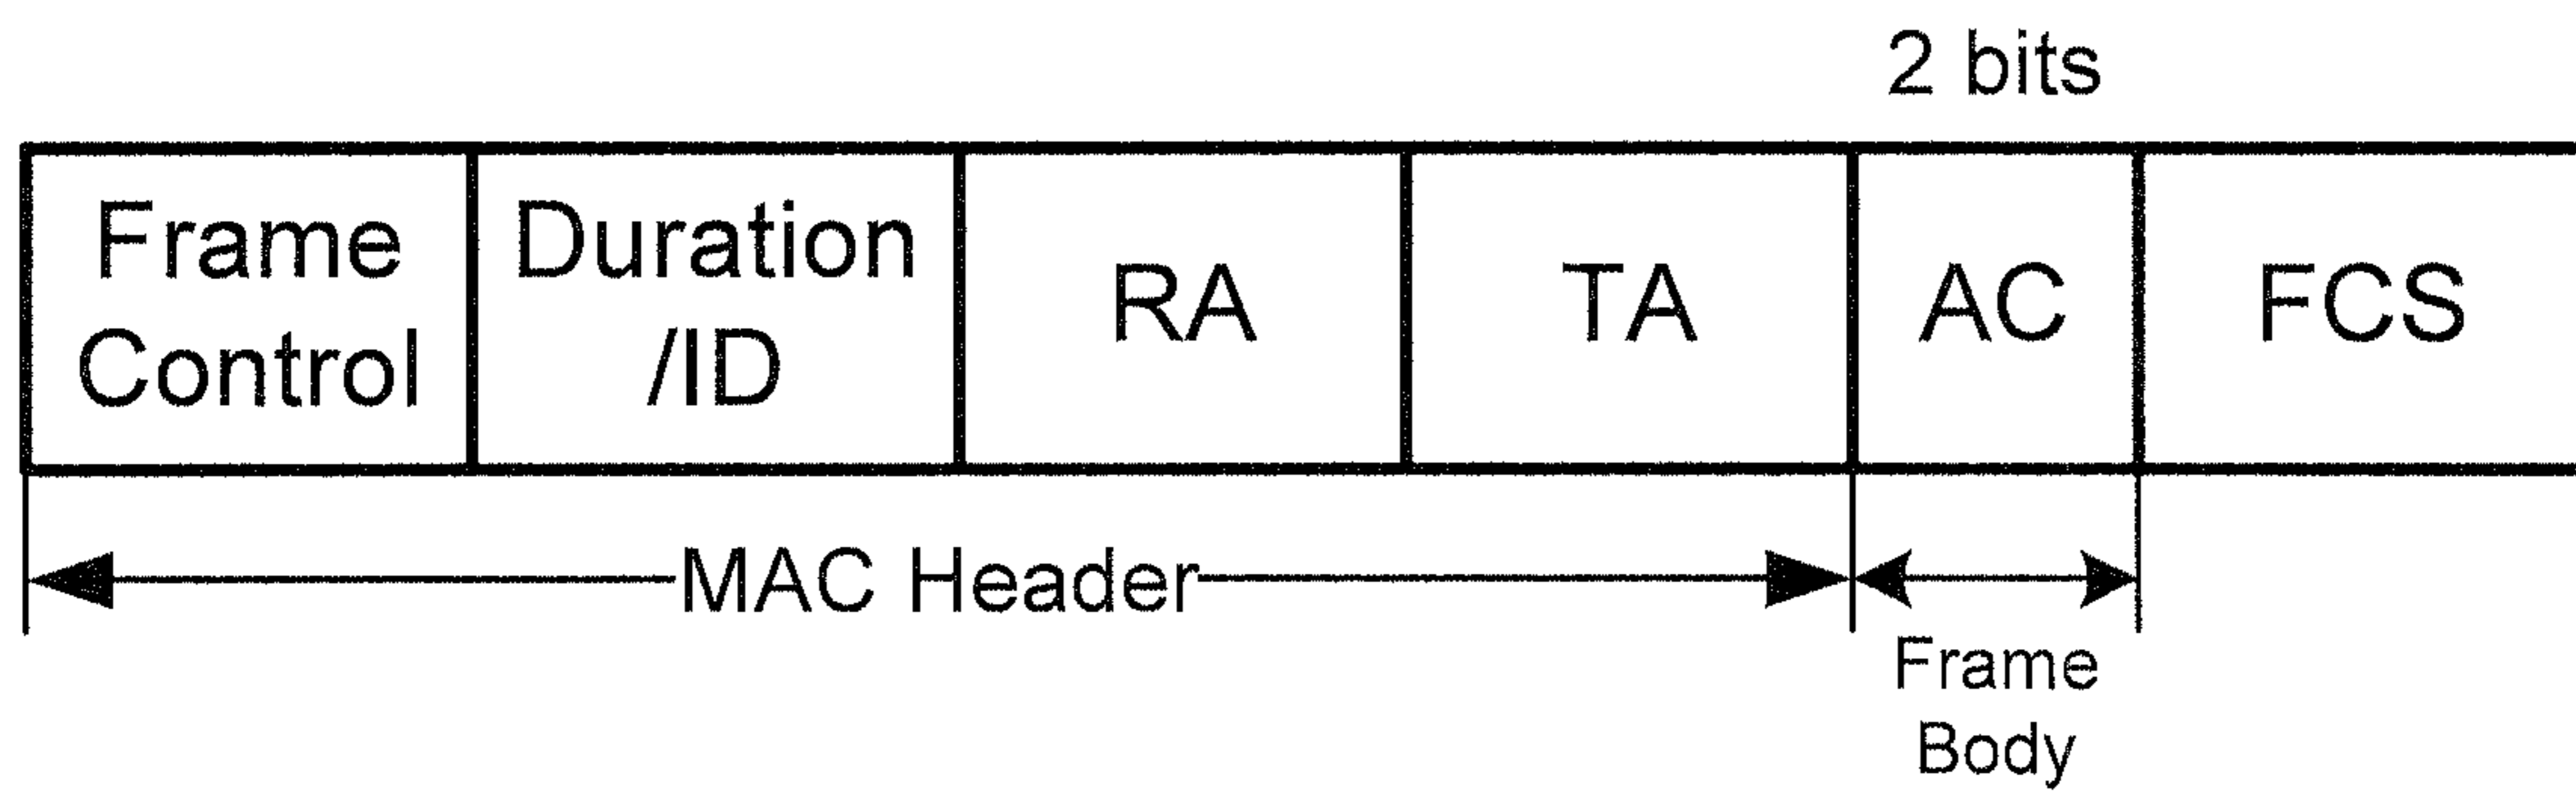 2 bits
Frame
Control
Duration
/ID
RA
TA
AC
FCS
MAC Header
Frame
Body